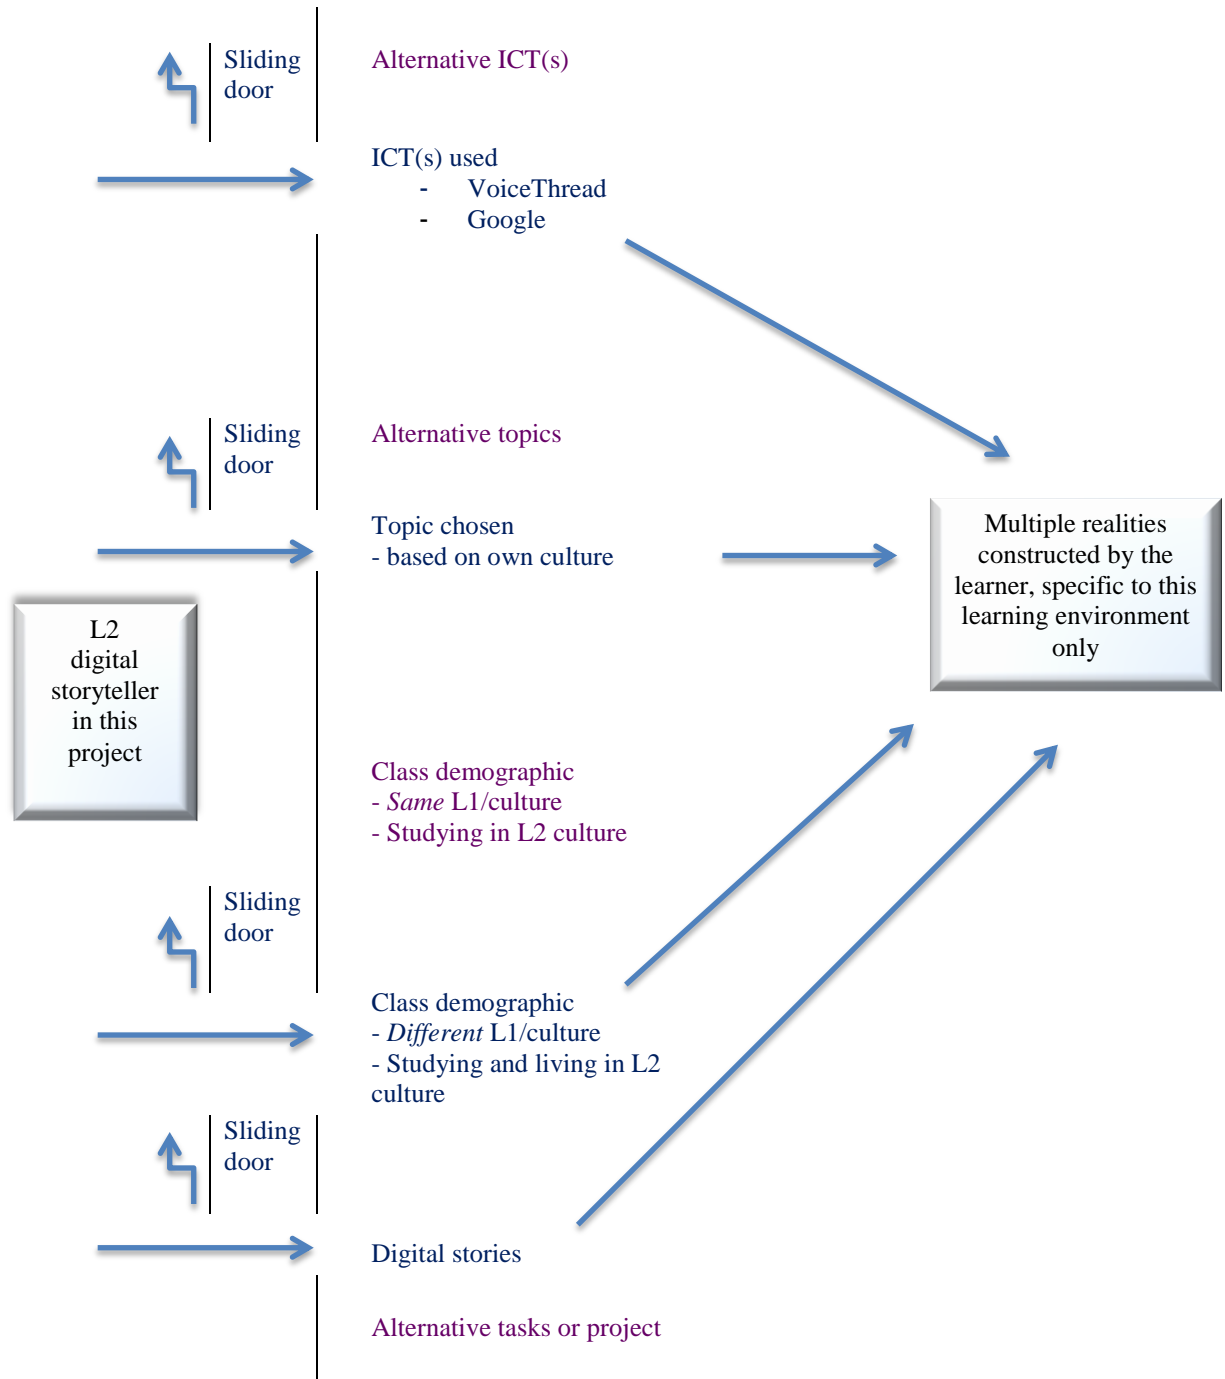 Sliding
door
Alternative ICT(s)
ICT(s) used
- VoiceThread
- Google
Sliding
door
Alternative topics
Topic chosen
- based on own culture
Multiple realities
constructed by the
learner, specific to this
learning environment
only
L2
digital
storyteller
in this
project
Class demographic
- Same L1/culture
- Studying in L2 culture
Sliding
door
Class demographic
- Different L1/culture
- Studying and living in L2
culture
Sliding
door
Digital stories
Alternative tasks or project